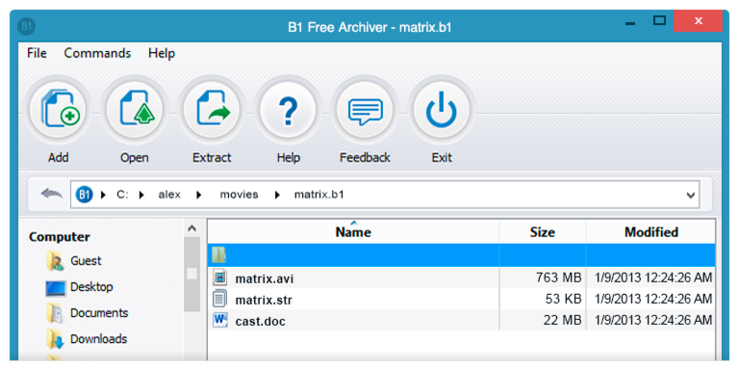 B1 B1 Free Archiver - matrix.b1
File Commands Help
Add Open Extract Help Feedback Exit
B1 C: alex movies matrix.b1
Computer
Guest
Desktop
Documents
Downloads
Name Size Modified
matrix.avi 763 MB 1/9/2013 12:24:26 AM
matrix.str 53 KB 1/9/2013 12:24:26 AM
cast.doc 22 MB 1/9/2013 12:24:26 AM